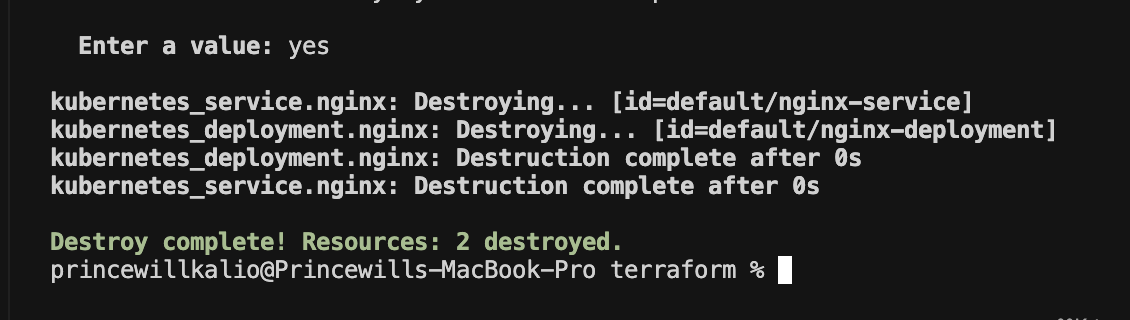 Enter a value: yes
kubernetes_service.nginx: Destroying... [id=default/nginx-service]
kubernetes_deployment.nginx: Destroying... [id=default/nginx-deployment]
kubernetes_deployment.nginx: Destruction complete after 0s
kubernetes_service.nginx: Destruction complete after 0s
Destroy complete! Resources: 2 destroyed.
princewillkalio@Princewills-MacBook-Pro terraform %